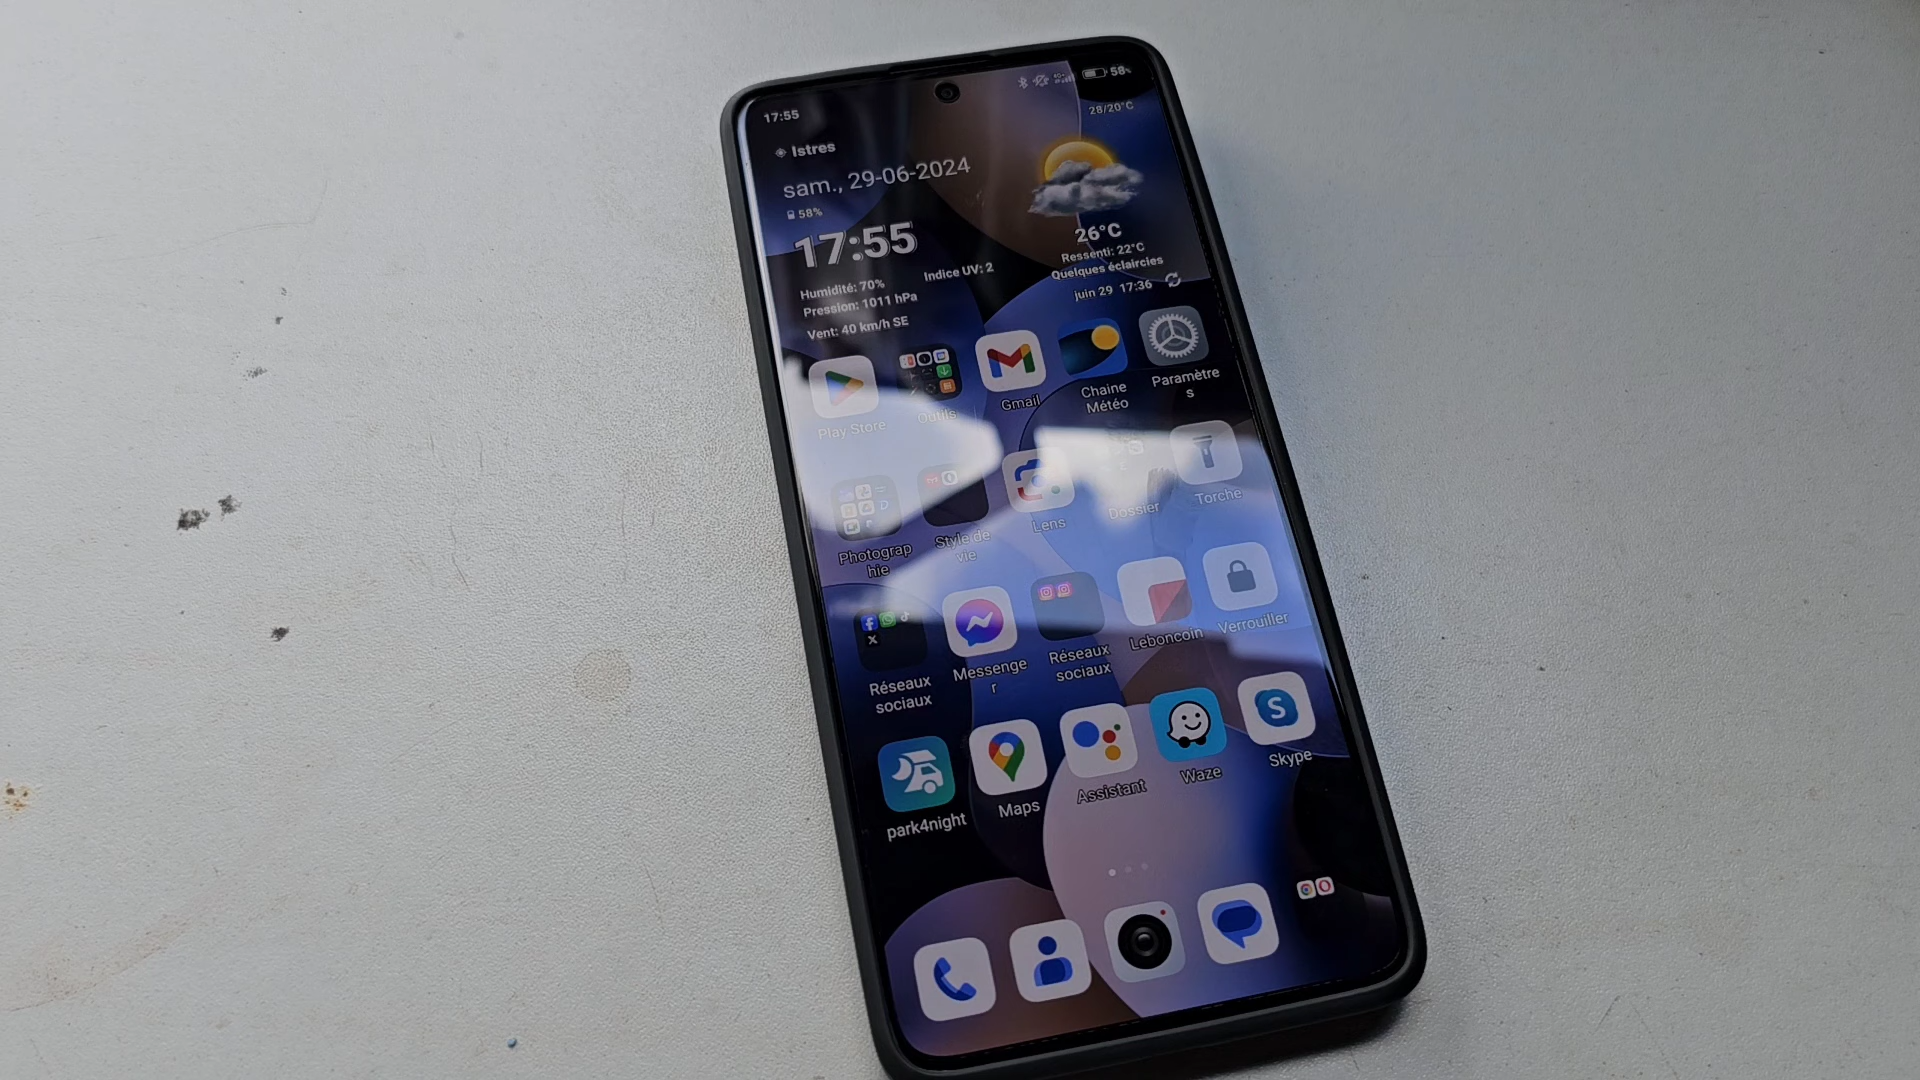 17:55
58%
28/20°C
Istres
sam., 29-06-2024
58%
17:55
26°C
Ressenti: 22°C
Quelques éclaircies
juin 29 17:36
Indice UV: 2
Humidité: 70%
Pression: 1011 hPa
Vent: 40 km/h SE
Play Store
Outils
Gmail
Chaine
Météo
Paramètre
s
Photograp
hie
Style de
vie
Lens
Dossier
Torche
Réseaux
sociaux
Messenge
r
Réseaux
sociaux
Leboncoin
Verrouiller
park4night
Maps
Assistant
Waze
Skype